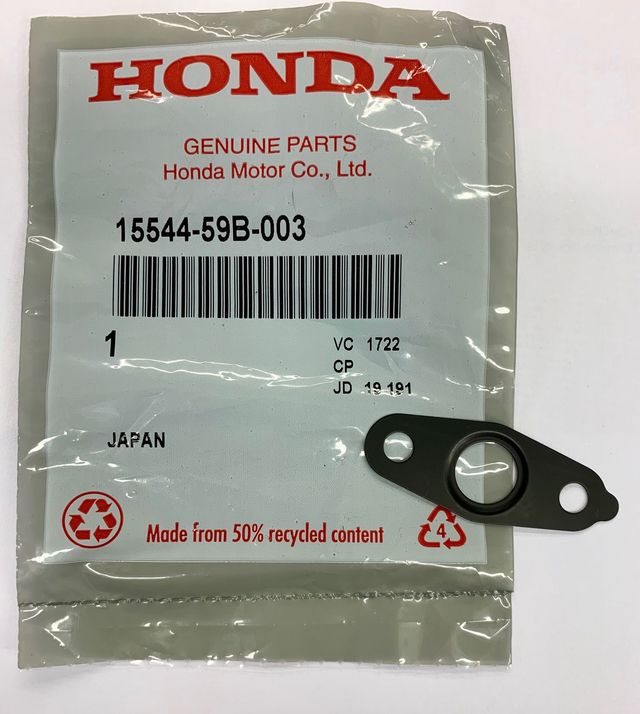 HONDA
GENUINE PARTS
Honda Motor Co., Ltd.
15544-59B-003
1
VC 1722
CP
JD 19 191
JAPAN
Made from 50% recycled content
4